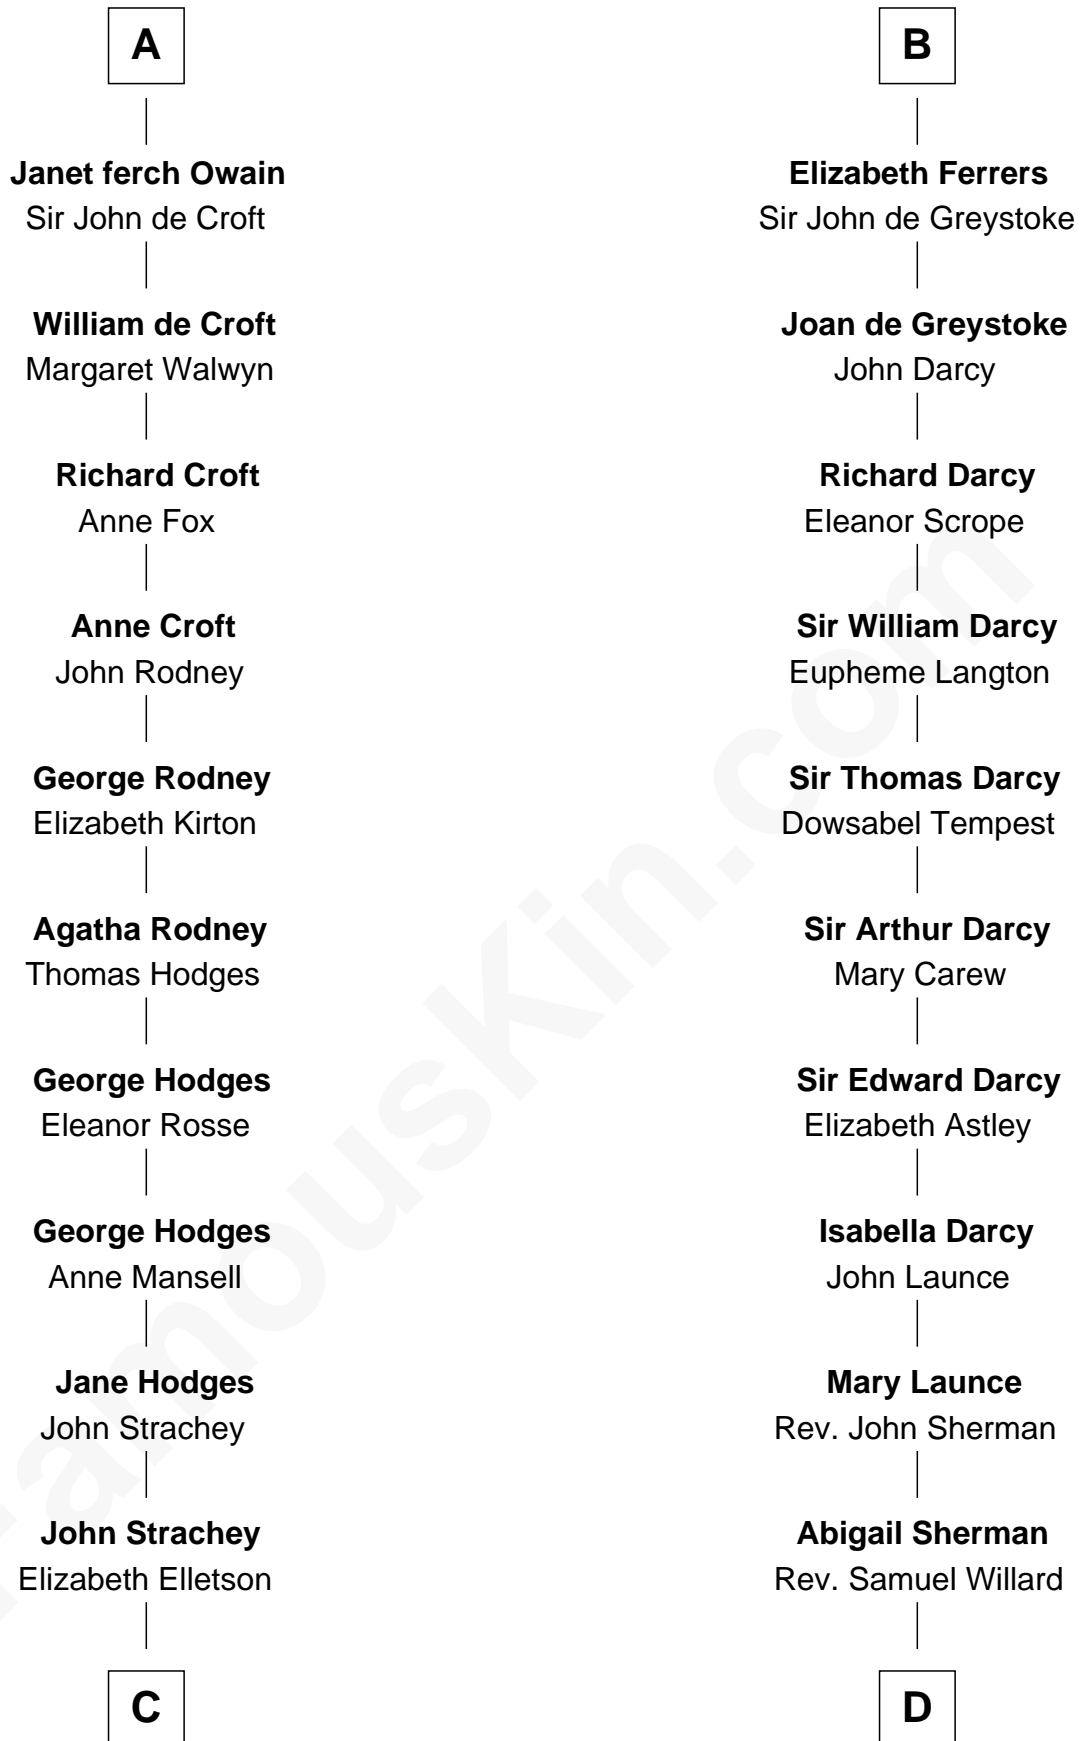 A
Janet ferch Owain
Sir John de Croft
William de Croft
Margaret Walwyn
Richard Croft
Anne Fox
Anne Croft
John Rodney
George Rodney
Elizabeth Kirton
Agatha Rodney
Thomas Hodges
George Hodges
Eleanor Rosse
George Hodges
Anne Mansell
Jane Hodges
John Strachey
John Strachey
Elizabeth Elletson
C
B
Elizabeth Ferrers
Sir John de Greystoke
Joan de Greystoke
John Darcy
Richard Darcy
Eleanor Scrope
Sir William Darcy
Eupheme Langton
Sir Thomas Darcy
Dowsabel Tempest
Sir Arthur Darcy
Mary Carew
Sir Edward Darcy
Elizabeth Astley
Isabella Darcy
John Launce
Mary Launce
Rev. John Sherman
Abigail Sherman
Rev. Samuel Willard
D
FamousKin.com